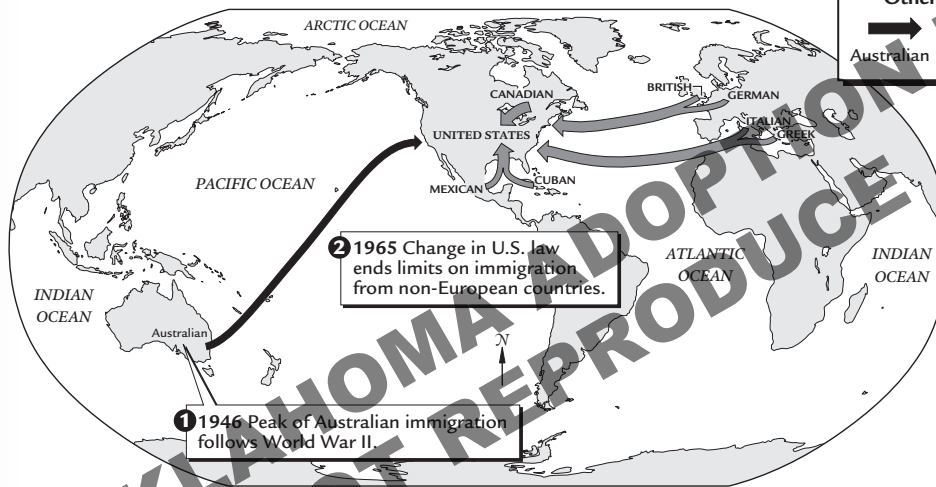 ARCTIC OCEAN
Other
Australian
CANADIAN
BRITISH
GERMAN
UNITED STATES
ITALIAN
GREEK
PACIFIC OCEAN
MEXICAN
CUBAN
2 1965 Change in U.S. law
ends limits on immigration
from non-European countries.
ATLANTIC
OCEAN
INDIAN
OCEAN
INDIAN
OCEAN
Australian
N
1 1946 Peak of Australian immigration
follows World War II.
KLAHOMA ADOPTION
OT REPRODUCE